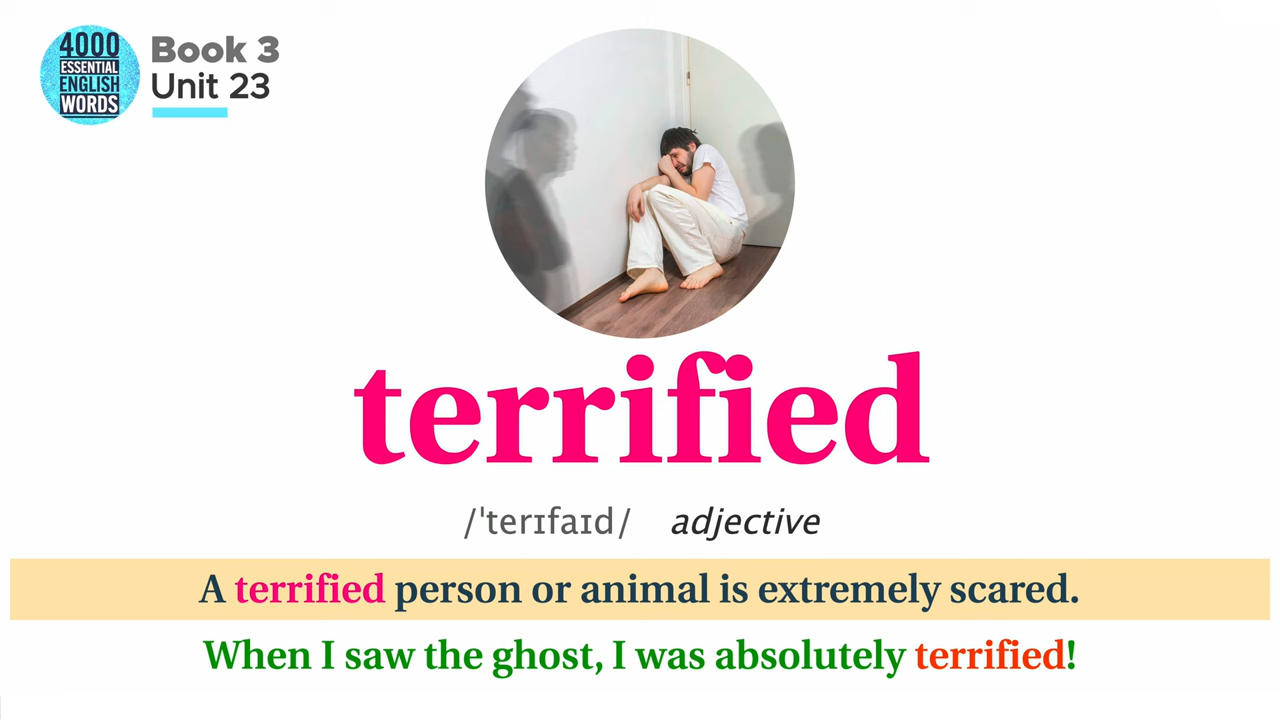 4000
ESSENTIAL
ENGLISH
WORDS
Book 3
Unit 23
terrified
/ˈterɪfaɪd/ adjective
A terrified person or animal is extremely scared.
When I saw the ghost, I was absolutely terrified!